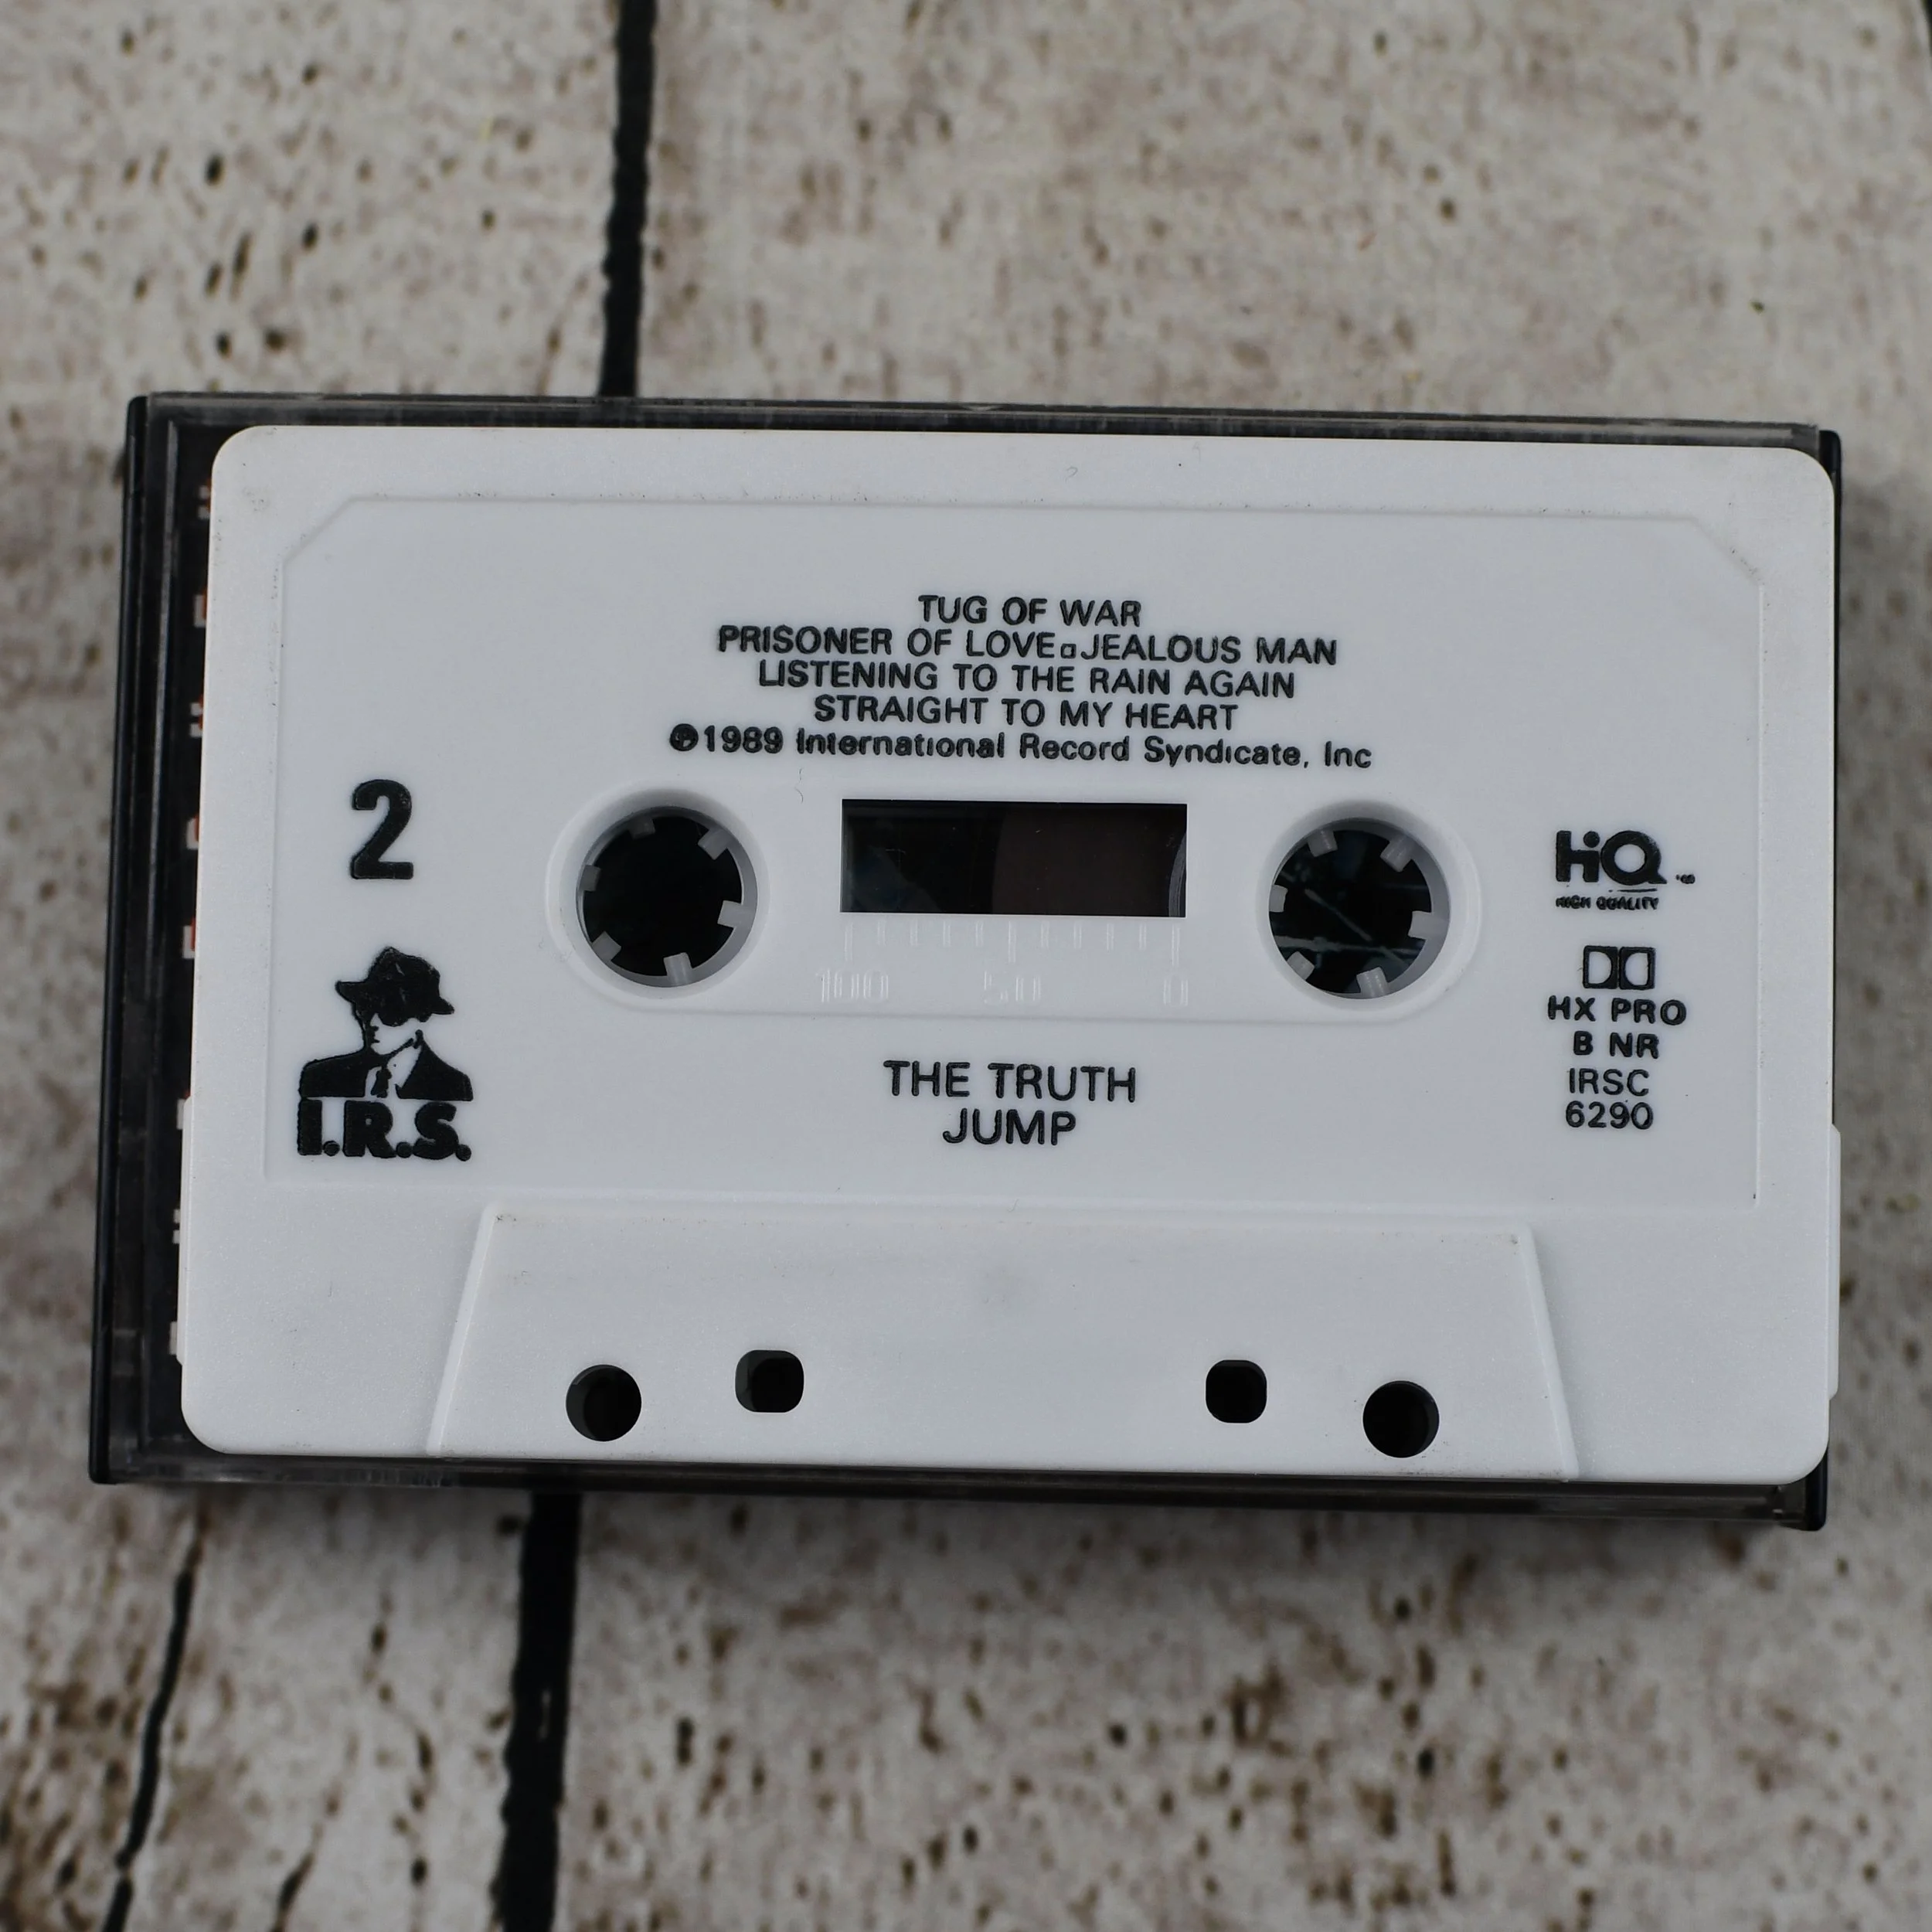 TUG OF WAR
PRISONER OF LOVE▫JEALOUS MAN
LISTENING TO THE RAIN AGAIN
STRAIGHT TO MY HEART
℗1989 International Record Syndicate, Inc
2
HiQ
HIGH QUALITY
100 50 0
HX PRO
B NR
IRSC
6290
I.R.S.
THE TRUTH
JUMP